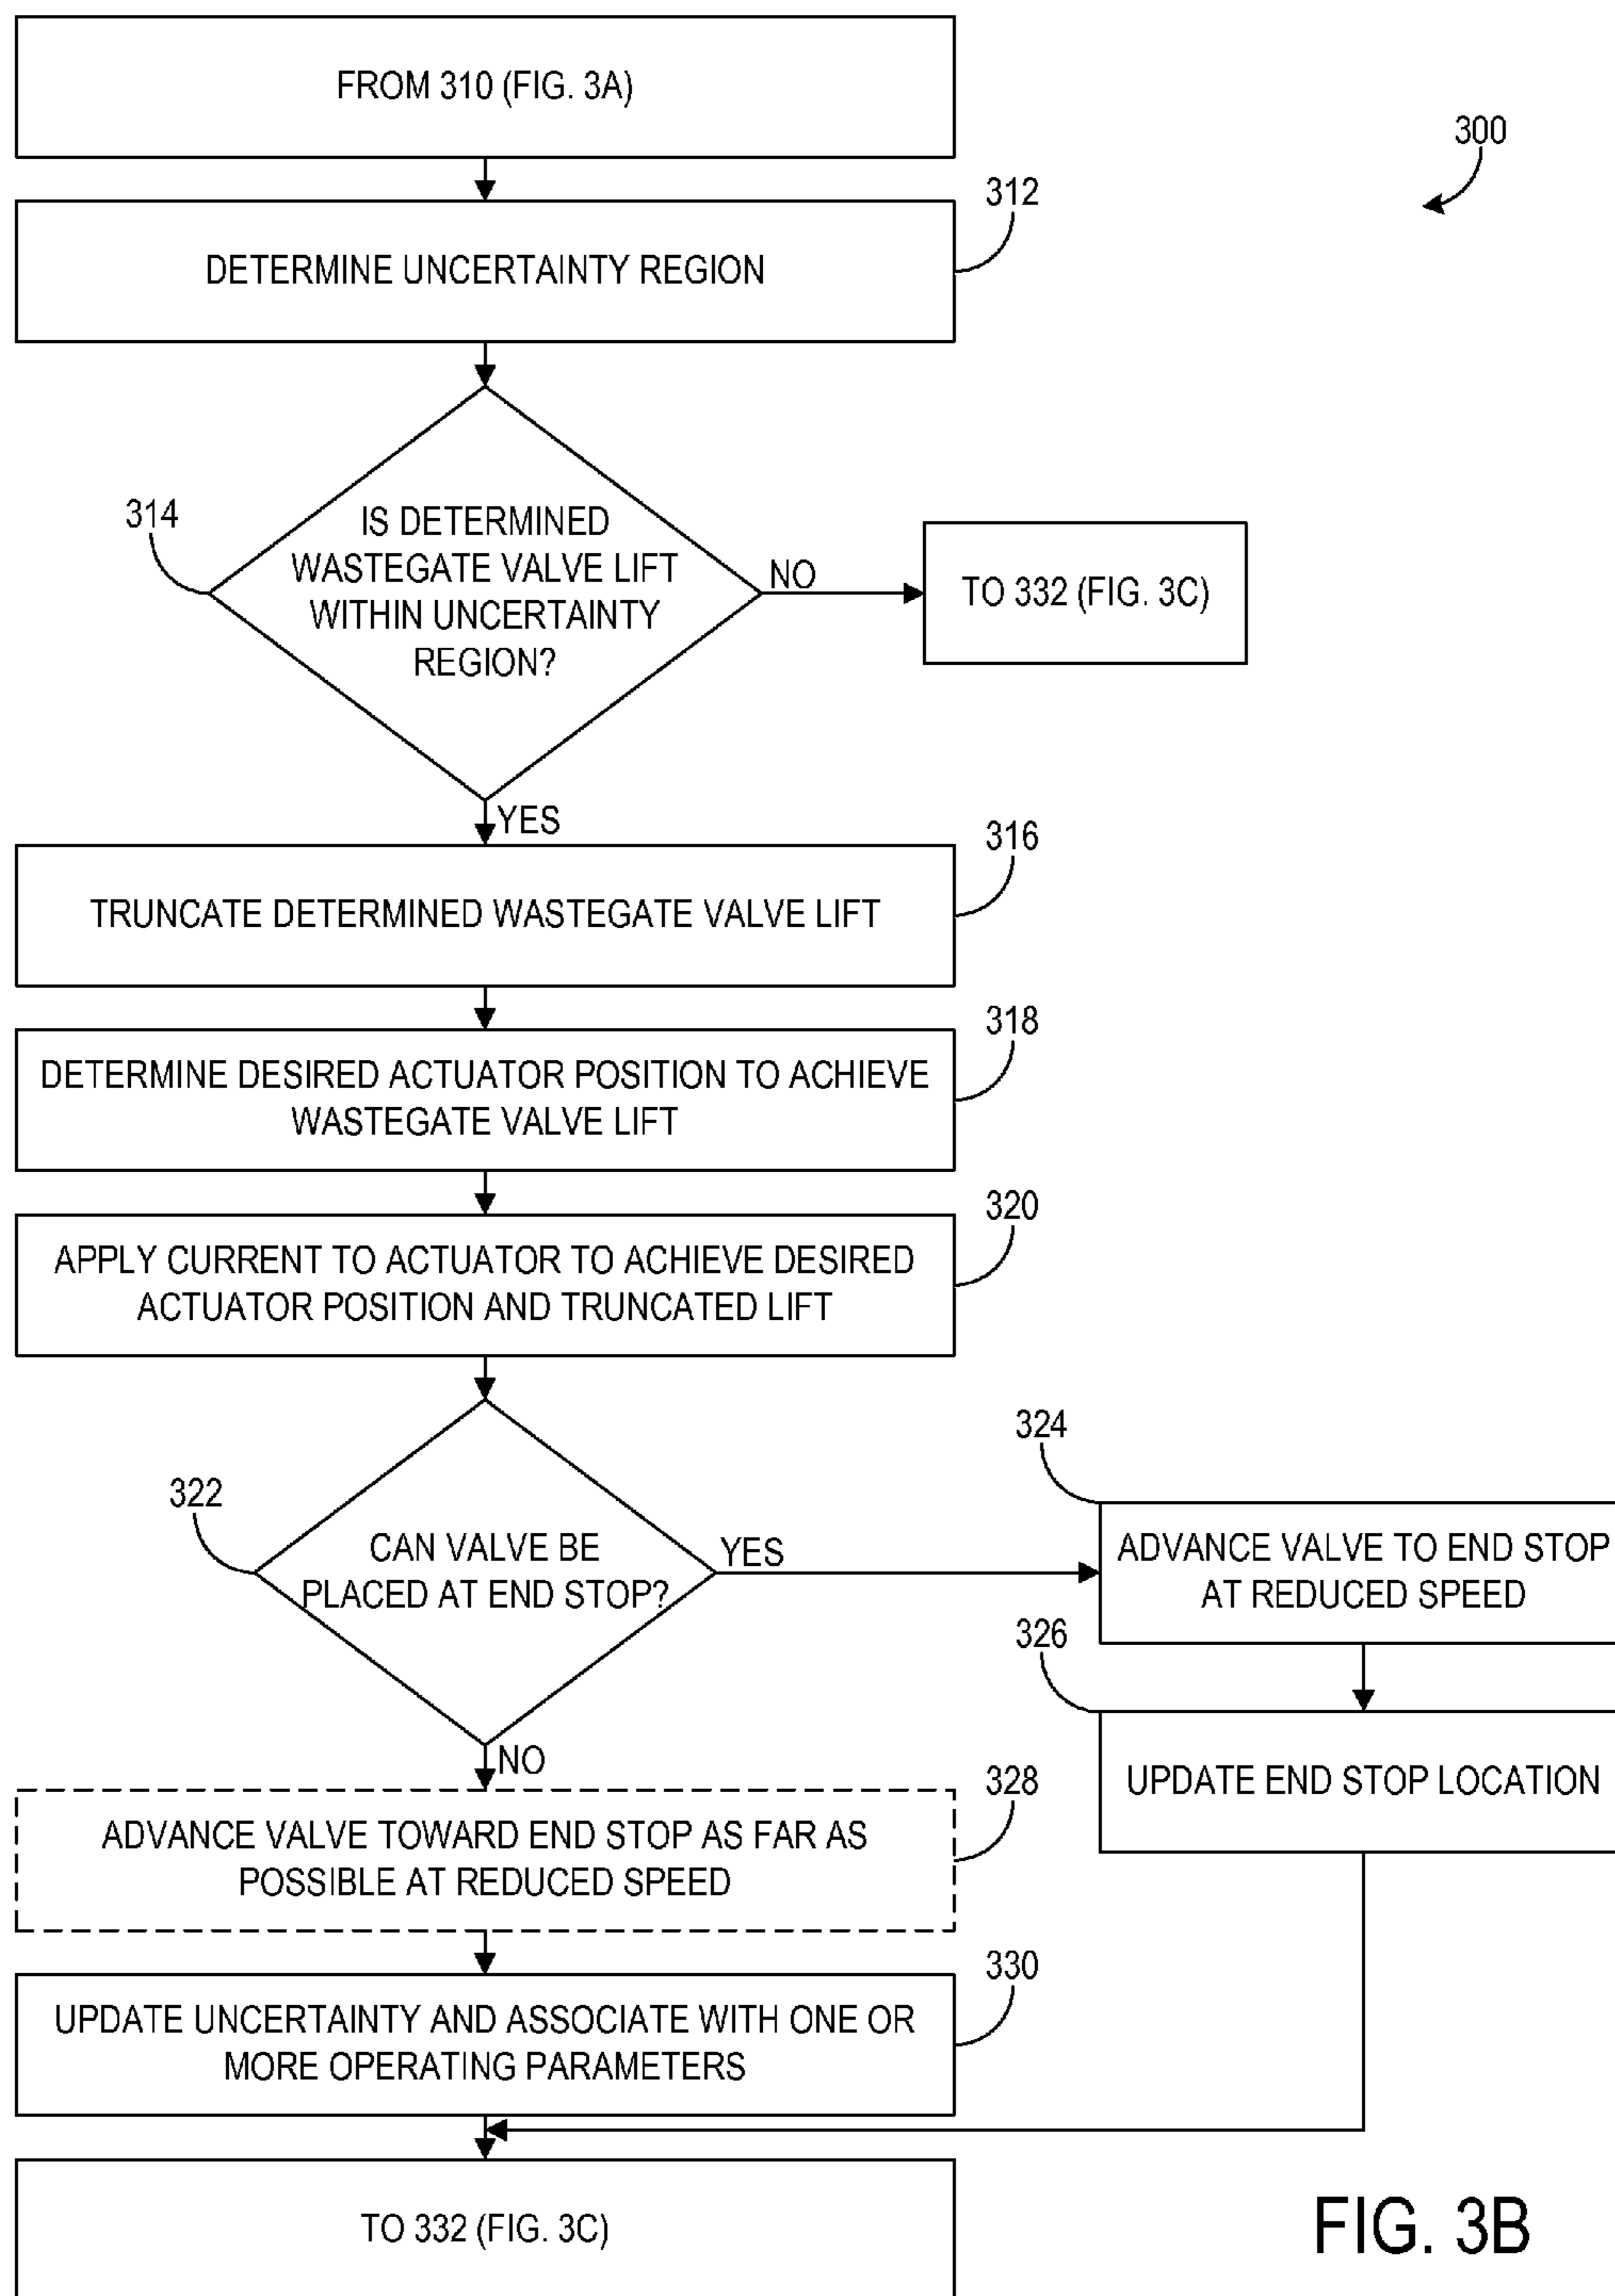 FROM 310 (FIG. 3A)
300
312
DETERMINE UNCERTAINTY REGION
314
IS DETERMINED
WASTEGATE VALVE LIFT
WITHIN UNCERTAINTY
REGION?
NO
TO 332 (FIG. 3C)
YES
316
TRUNCATE DETERMINED WASTEGATE VALVE LIFT
318
DETERMINE DESIRED ACTUATOR POSITION TO ACHIEVE
WASTEGATE VALVE LIFT
320
APPLY CURRENT TO ACTUATOR TO ACHIEVE DESIRED
ACTUATOR POSITION AND TRUNCATED LIFT
322
CAN VALVE BE
PLACED AT END STOP?
YES
324
ADVANCE VALVE TO END STOP
AT REDUCED SPEED
326
UPDATE END STOP LOCATION
NO
328
ADVANCE VALVE TOWARD END STOP AS FAR AS
POSSIBLE AT REDUCED SPEED
330
UPDATE UNCERTAINTY AND ASSOCIATE WITH ONE OR
MORE OPERATING PARAMETERS
TO 332 (FIG. 3C)
FIG. 3B